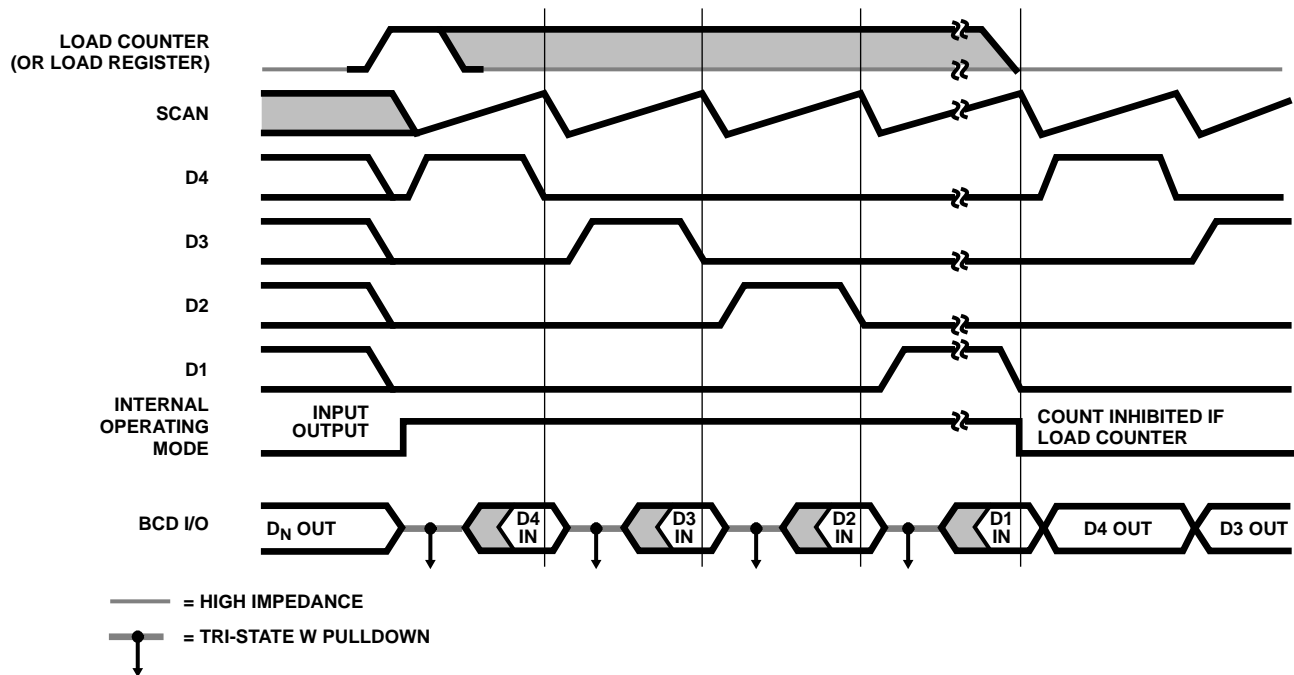 LOAD COUNTER
(OR LOAD REGISTER)
SCAN
D4
D3
D2
D1
INTERNAL
OPERATING
MODE
INPUT
OUTPUT
COUNT INHIBITED IF
LOAD COUNTER
BCD I/O
DN OUT
D4
IN
D3
IN
D2
IN
D1
IN
D4 OUT
D3 OUT
= HIGH IMPEDANCE
= TRI-STATE W PULLDOWN